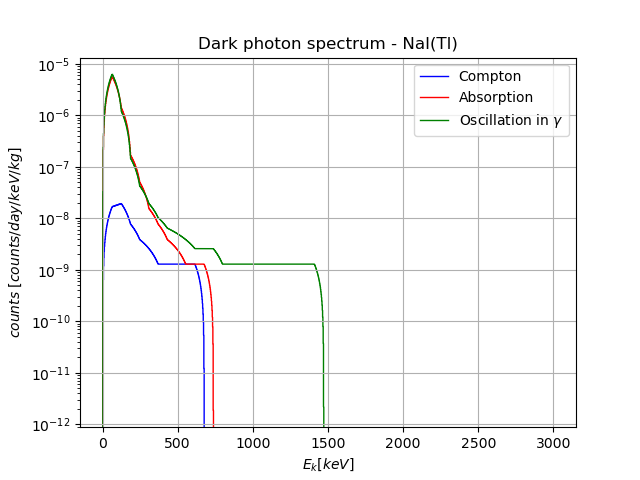 Dark photon spectrum - NaI(Tl)
counts [counts/day/keV/kg]
10⁻⁵
10⁻⁶
10⁻⁷
10⁻⁸
10⁻⁹
10⁻¹⁰
10⁻¹¹
10⁻¹²
Compton
Absorption
Oscillation in γ
0 500 1000 1500 2000 2500 3000
Eₖ[keV]